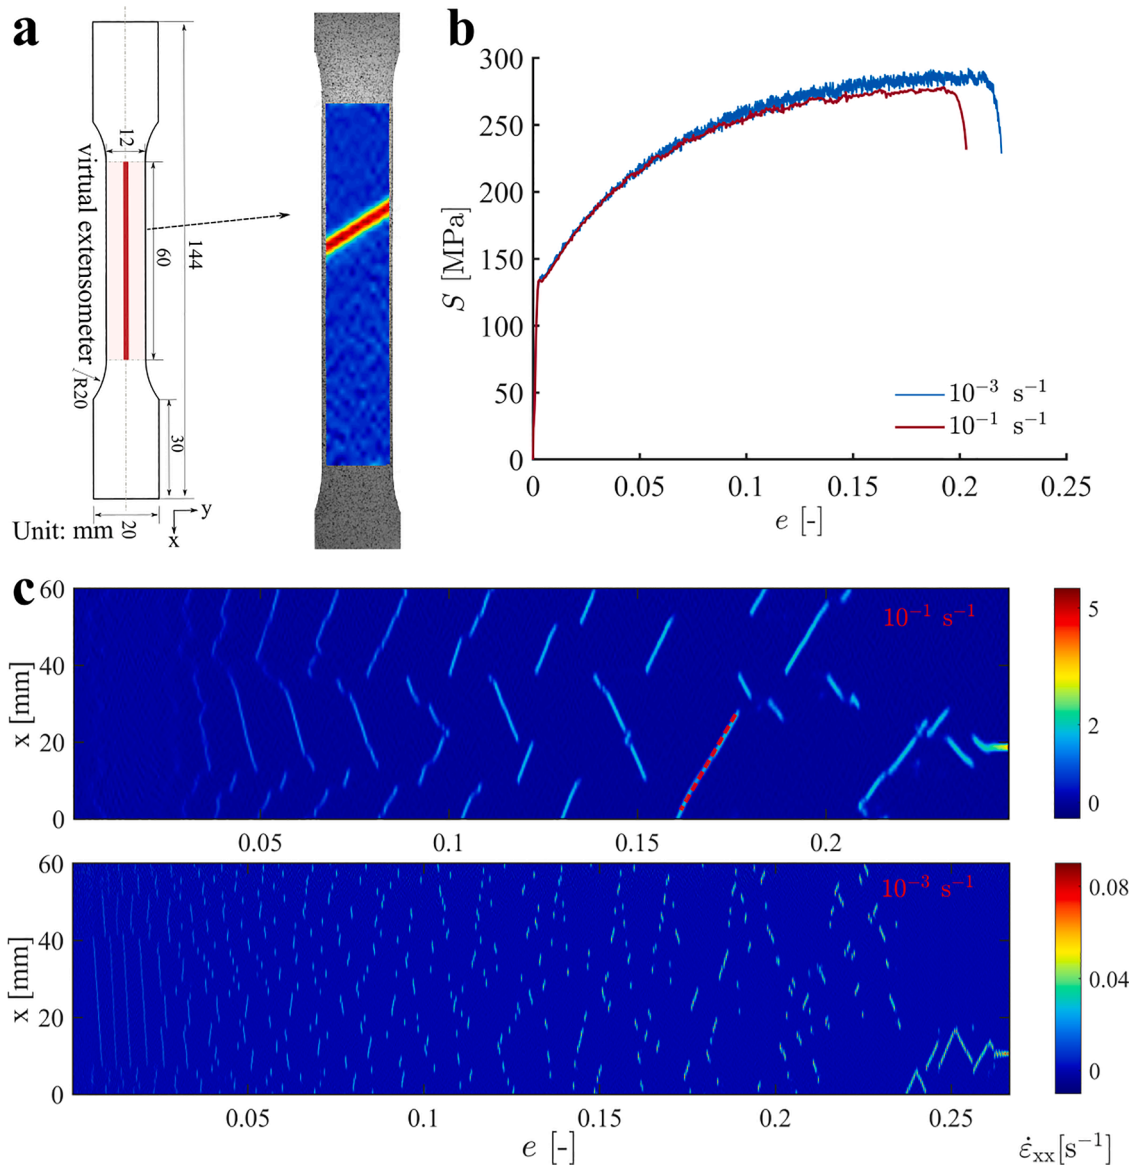 a
12
virtual extensometer
60
144
R20
30
20
Unit: mm
y
x
b
300
250
200
150
100
50
0
S [MPa]
0 0.05 0.1 0.15 0.2 0.25
e [-]
10⁻³ s⁻¹
10⁻¹ s⁻¹
c
60
40
20
0
x [mm]
10⁻¹ s⁻¹
0.05 0.1 0.15 0.2
5
2
0
60
40
20
0
x [mm]
10⁻³ s⁻¹
0.05 0.1 0.15 0.2 0.25
e [-]
0.08
0.04
0
ε̇xx[s⁻¹]